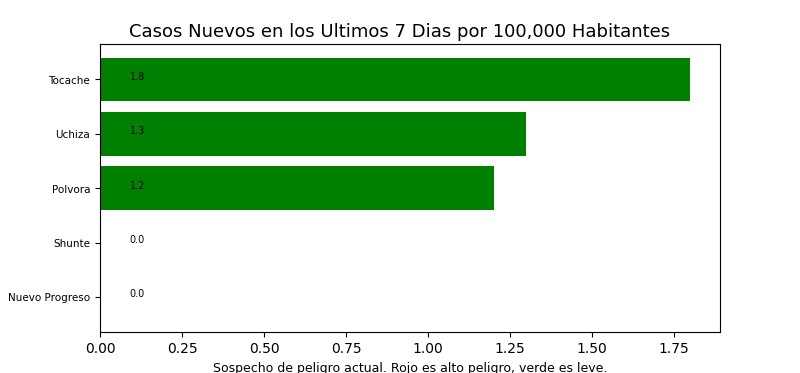 Casos Nuevos en los Ultimos 7 Dias por 100,000 Habitantes
Tocache 1.8
Uchiza 1.3
Polvora 1.2
Shunte 0.0
Nuevo Progreso 0.0
0.00 0.25 0.50 0.75 1.00 1.25 1.50 1.75
Sospecho de peligro actual. Rojo es alto peligro, verde es leve.